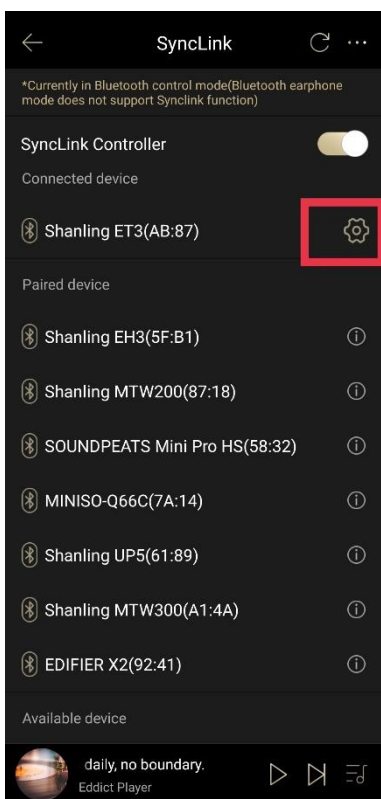 SyncLink
*Currently in Bluetooth control mode(Bluetooth earphone
mode does not support Synclink function)
SyncLink Controller
Connected device
Shanling ET3(AB:87)
Paired device
Shanling EH3(5F:B1)
Shanling MTW200(87:18)
SOUNDPEATS Mini Pro HS(58:32)
MINISO-Q66C(7A:14)
Shanling UP5(61:89)
Shanling MTW300(A1:4A)
EDIFIER X2(92:41)
Available device
daily, no boundary.
Eddict Player